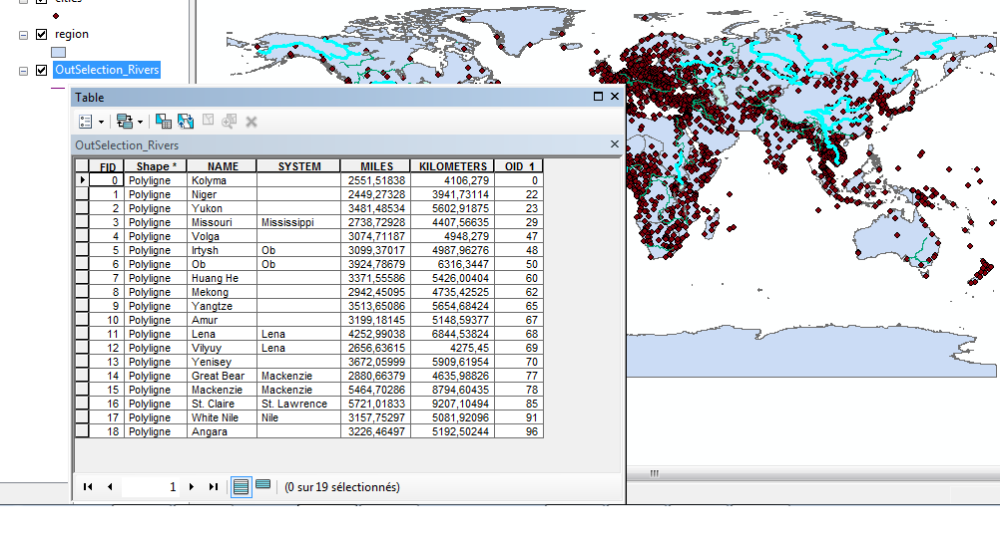 cities
region
OutSelection_Rivers
Table
OutSelection_Rivers
FID Shape * NAME SYSTEM MILES KILOMETERS OID_1
0 Polyligne Kolyma 2551,51838 4106,279 0
1 Polyligne Niger 2449,27328 3941,73114 22
2 Polyligne Yukon 3481,48534 5602,91875 23
3 Polyligne Missouri Mississippi 2738,72928 4407,56635 29
4 Polyligne Volga 3074,71187 4948,279 47
5 Polyligne Irtysh Ob 3099,37017 4987,96276 48
6 Polyligne Ob Ob 3924,78679 6316,3447 50
7 Polyligne Huang He 3371,55586 5426,00404 60
8 Polyligne Mekong 2942,45095 4735,42525 62
9 Polyligne Yangtze 3513,65086 5654,68424 65
10 Polyligne Amur 3199,18145 5148,59377 67
11 Polyligne Lena Lena 4252,99038 6844,53824 68
12 Polyligne Vilyuy Lena 2656,63615 4275,45 69
13 Polyligne Yenisey 3672,05999 5909,61954 70
14 Polyligne Great Bear Mackenzie 2880,66379 4635,98826 77
15 Polyligne Mackenzie Mackenzie 5464,70286 8794,60435 78
16 Polyligne St. Claire St. Lawrence 5721,01833 9207,10494 85
17 Polyligne White Nile Nile 3157,75297 5081,92096 91
18 Polyligne Angara 3226,46497 5192,50244 96
1 (0 sur 19 sélectionnés)